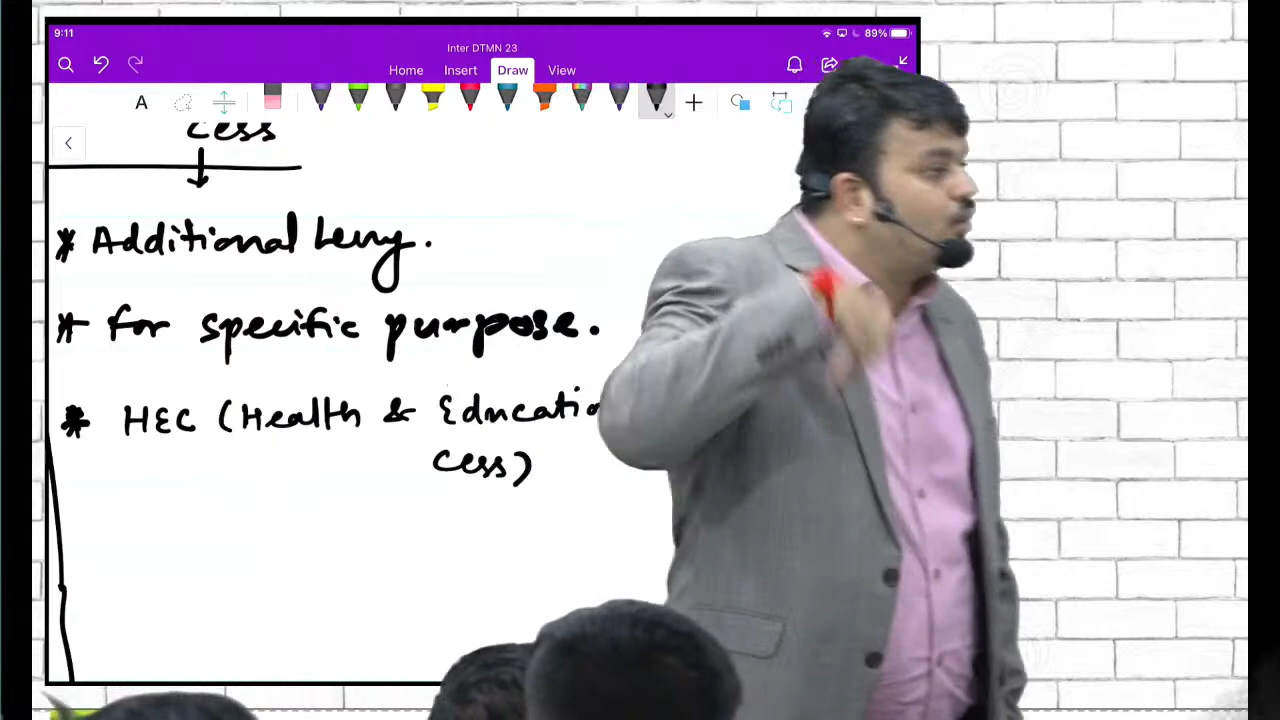 9:11
89%
Inter DTMN 23
Home Insert Draw View
A
Cess
* Additional Levy.
* for specific purpose.
* HEC (Health & Educatio
Cess)